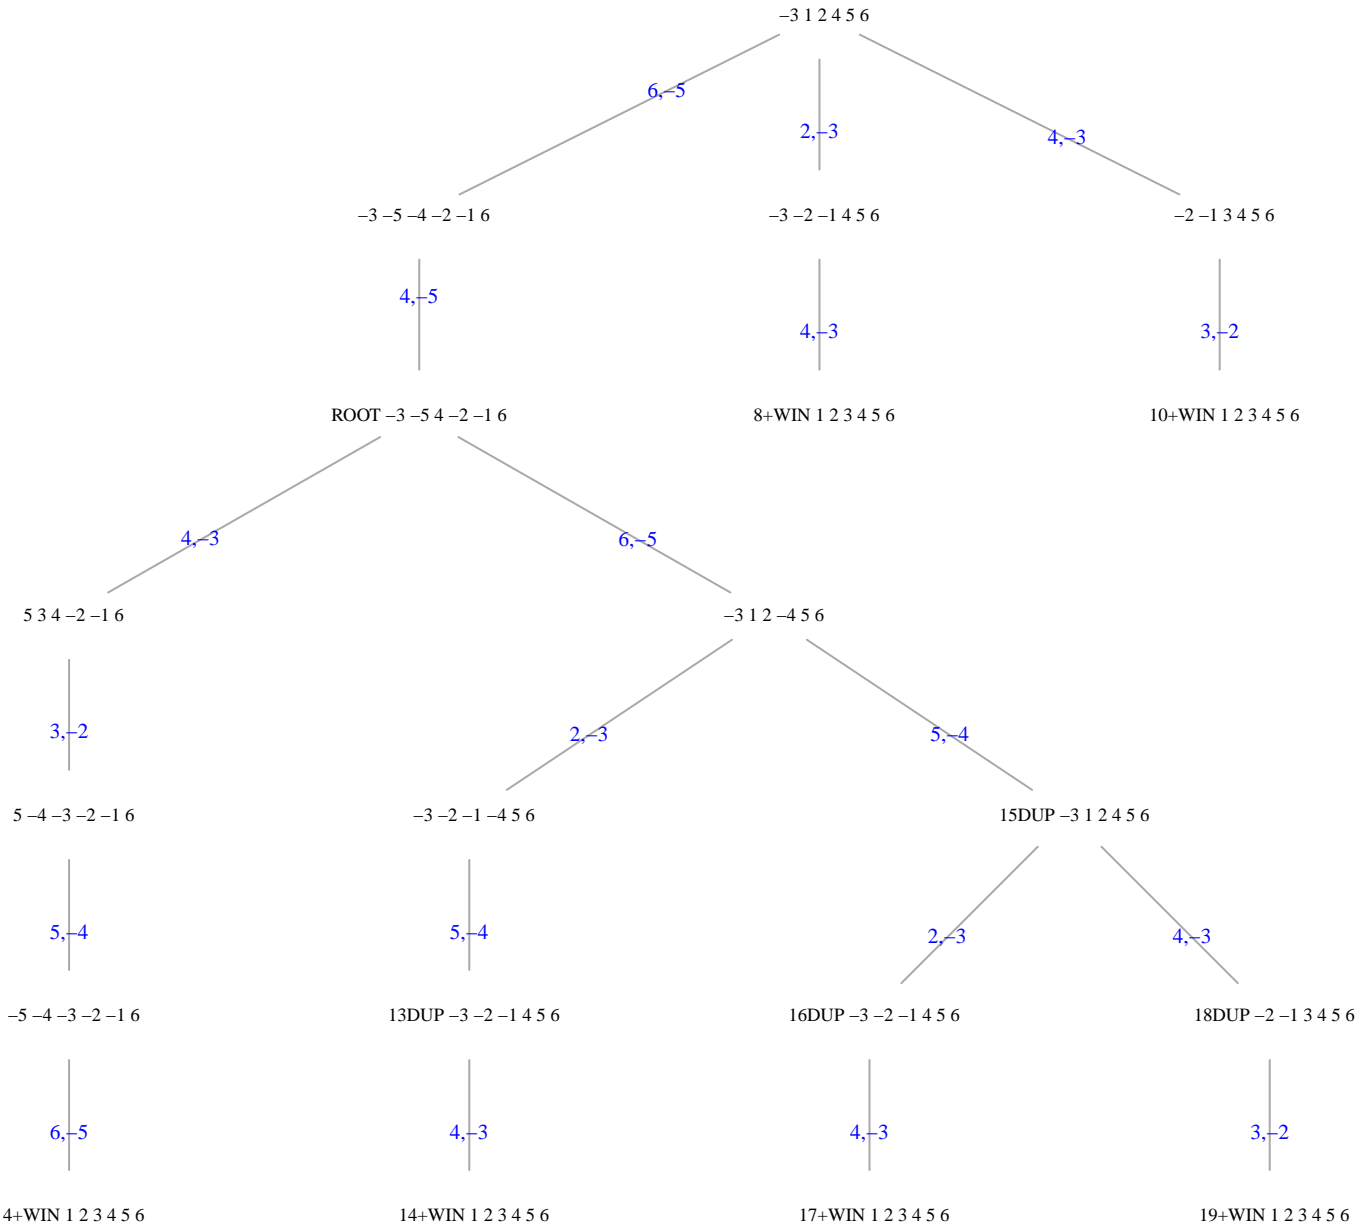 −3 1 2 4 5 6
6,−5
2,−3
4,−3
−3 −5 −4 −2 −1 6
−3 −2 −1 4 5 6
−2 −1 3 4 5 6
4,−5
4,−3
3,−2
ROOT −3 −5 4 −2 −1 6
8+WIN 1 2 3 4 5 6
10+WIN 1 2 3 4 5 6
4,−3
6,−5
5 3 4 −2 −1 6
−3 1 2 −4 5 6
3,−2
2,−3
5,−4
5 −4 −3 −2 −1 6
−3 −2 −1 −4 5 6
15DUP −3 1 2 4 5 6
5,−4
5,−4
2,−3
4,−3
−5 −4 −3 −2 −1 6
13DUP −3 −2 −1 4 5 6
16DUP −3 −2 −1 4 5 6
18DUP −2 −1 3 4 5 6
6,−5
4,−3
4,−3
3,−2
4+WIN 1 2 3 4 5 6
14+WIN 1 2 3 4 5 6
17+WIN 1 2 3 4 5 6
19+WIN 1 2 3 4 5 6